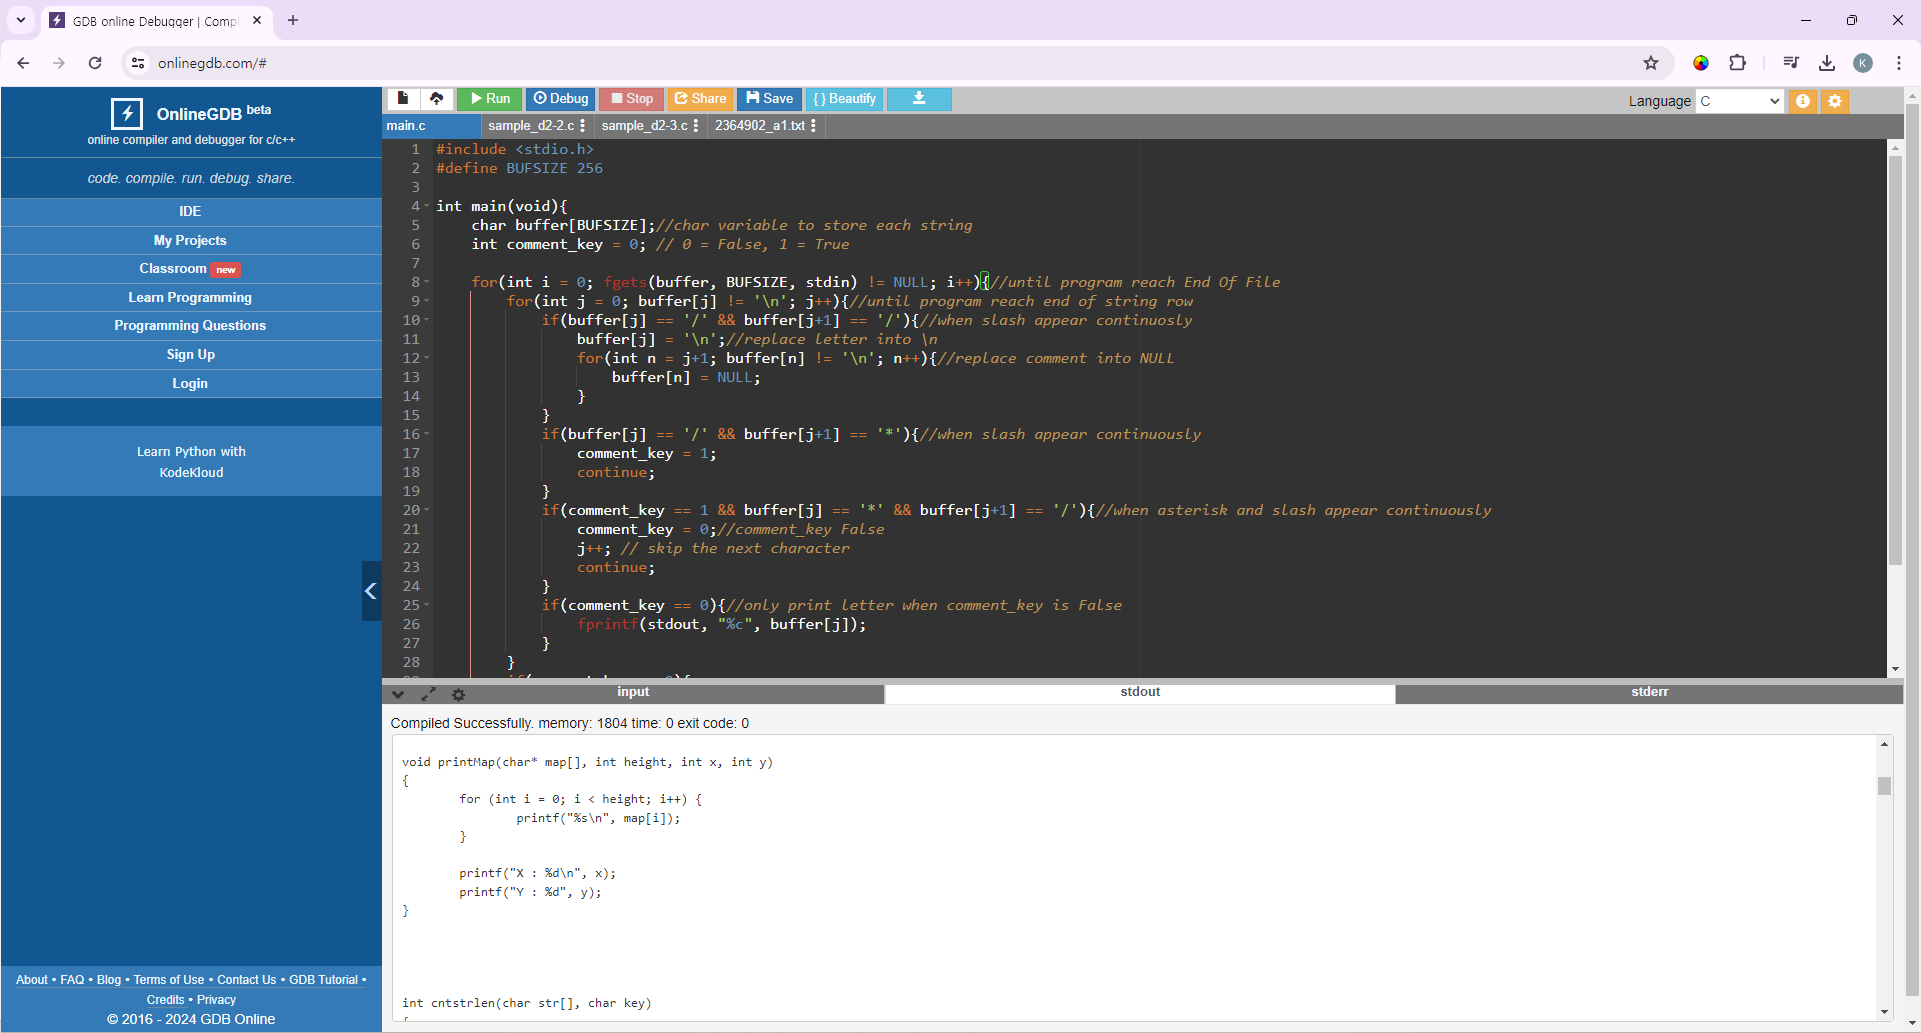 GDB online Debugger | Compi
onlinegdb.com/#
K
OnlineGDB beta
online compiler and debugger for c/c++
code. compile. run. debug. share.
IDE
My Projects
Classroom new
Learn Programming
Programming Questions
Sign Up
Login
Learn Python with
KodeKloud
About • FAQ • Blog • Terms of Use • Contact Us • GDB Tutorial •
Credits • Privacy
© 2016 - 2024 GDB Online
Run Debug Stop Share Save { } Beautify
Language C
main.c sample_d2-2.c sample_d2-3.c 2364902_a1.txt
1 #include <stdio.h>
2 #define BUFSIZE 256
3
4 int main(void){
5     char buffer[BUFSIZE];//char variable to store each string
6     int comment_key = 0; // 0 = False, 1 = True
7
8     for(int i = 0; fgets(buffer, BUFSIZE, stdin) != NULL; i++){//until program reach End Of File
9         for(int j = 0; buffer[j] != '\n'; j++){//until program reach end of string row
10             if(buffer[j] == '/' && buffer[j+1] == '/'){//when slash appear continuosly
11                 buffer[j] = '\n';//replace letter into \n
12                 for(int n = j+1; buffer[n] != '\n'; n++){//replace comment into NULL
13                     buffer[n] = NULL;
14                 }
15             }
16             if(buffer[j] == '/' && buffer[j+1] == '*'){//when slash appear continuously
17                 comment_key = 1;
18                 continue;
19             }
20             if(comment_key == 1 && buffer[j] == '*' && buffer[j+1] == '/'){//when asterisk and slash appear continuously
21                 comment_key = 0;//comment_key False
22                 j++; // skip the next character
23                 continue;
24             }
25             if(comment_key == 0){//only print letter when comment_key is False
26                 fprintf(stdout, "%c", buffer[j]);
27             }
28         }
input stdout stderr
Compiled Successfully. memory: 1804 time: 0 exit code: 0
void printMap(char* map[], int height, int x, int y)
{
        for (int i = 0; i < height; i++) {
                printf("%s\n", map[i]);
        }
        printf("X : %d\n", x);
        printf("Y : %d", y);
}
int cntstrlen(char str[], char key)